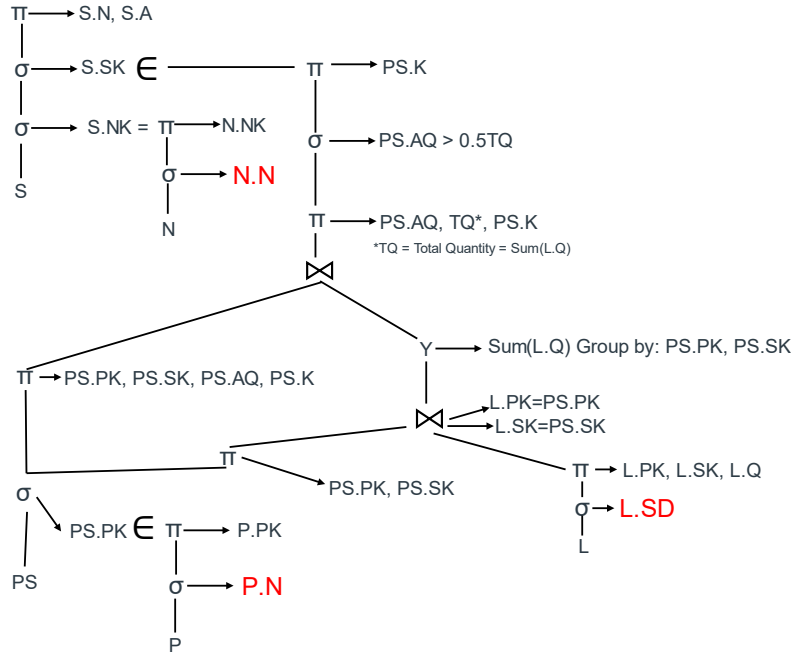 π S.N, S.A
σ S.SK ∈ π PS.K
σ S.NK = π N.NK
σ PS.AQ > 0.5TQ
σ N.N
S
N
π PS.AQ, TQ*, PS.K
*TQ = Total Quantity = Sum(L.Q)
⋈
Y Sum(L.Q) Group by: PS.PK, PS.SK
π PS.PK, PS.SK, PS.AQ, PS.K
⋈ L.PK=PS.PK
L.SK=PS.SK
π PS.PK, PS.SK
π L.PK, L.SK, L.Q
σ
σ L.SD
PS.PK ∈ π P.PK
L
PS
σ P.N
P